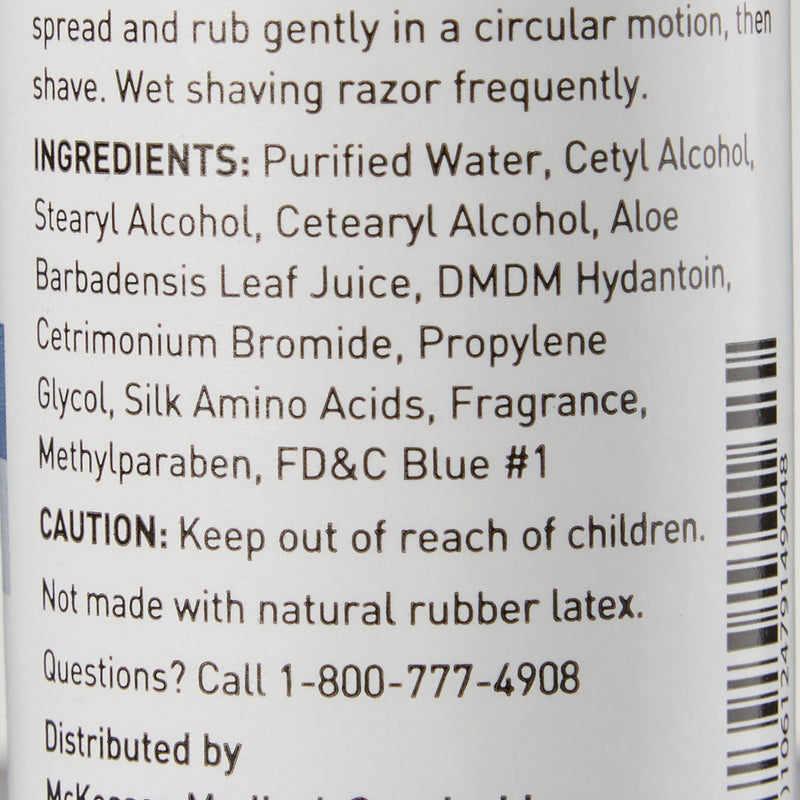 spread and rub gently in a circular motion, then
shave. Wet shaving razor frequently.
INGREDIENTS: Purified Water, Cetyl Alcohol,
Stearyl Alcohol, Cetearyl Alcohol, Aloe
Barbadensis Leaf Juice, DMDM Hydantoin,
Cetrimonium Bromide, Propylene
Glycol, Silk Amino Acids, Fragrance,
Methylparaben, FD&C Blue #1
CAUTION: Keep out of reach of children.
Not made with natural rubber latex.
Questions? Call 1-800-777-4908
Distributed by